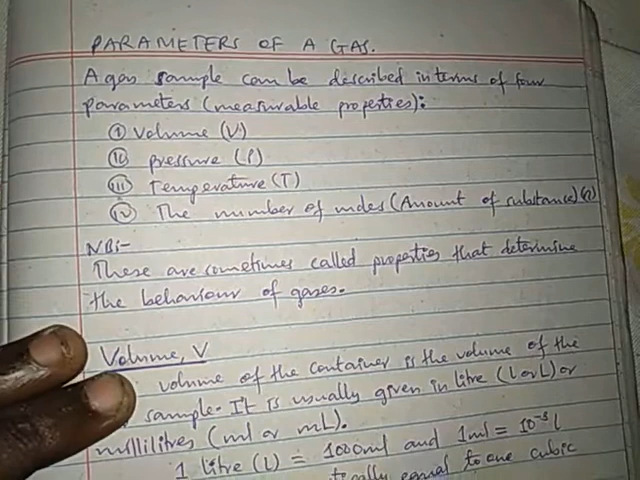 PARAMETERS OF A GAS.
A gas sample can be described in terms of four
parameters (measurable properties):
(i) Volume (V)
(ii) pressure (P)
(iii) Temperature (T)
(iv) The number of moles (Amount of substance) (n)
NB:-
These are sometimes called properties that determine
the behaviour of gases.
Volume, V
volume of the container is the volume of the
sample. It is usually given in litre (l or L) or
millilitres (ml or mL).
1 litre (L) = 1000ml and 1ml = 10⁻³ l
equal to one cubic